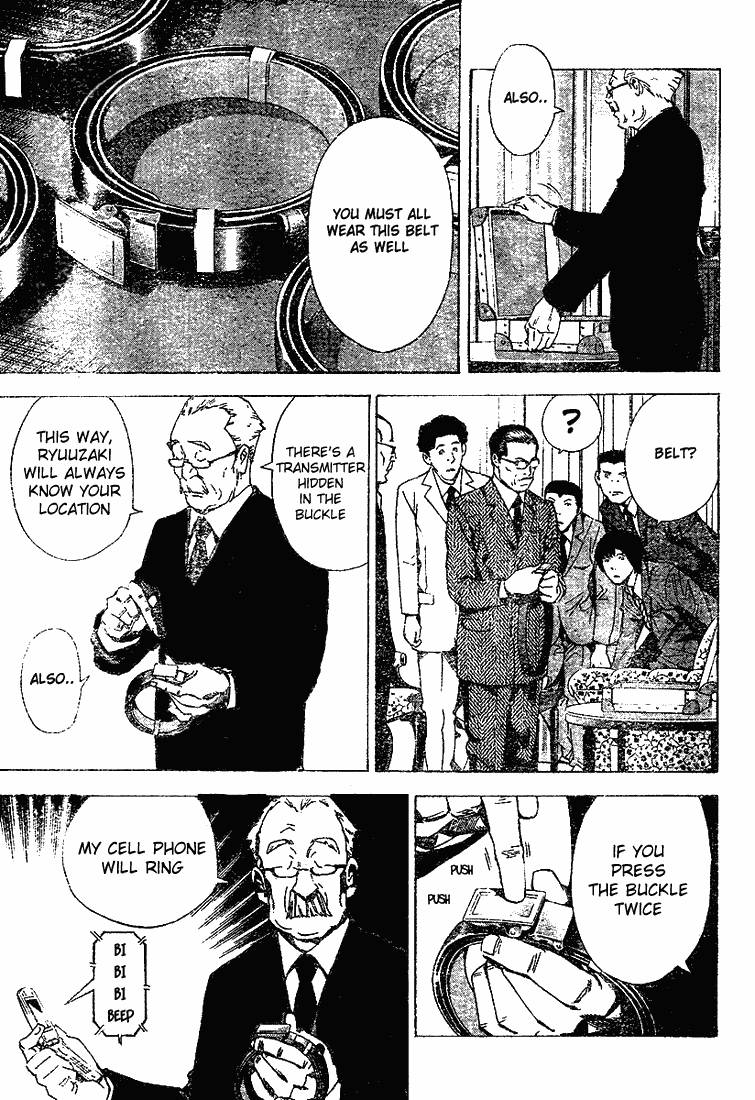 ALSO..
YOU MUST ALL
WEAR THIS BELT
AS WELL
BELT?
?
THERE'S A
TRANSMITTER
HIDDEN
IN THE
BUCKLE
THIS WAY,
RYUUZAKI
WILL ALWAYS
KNOW YOUR
LOCATION
ALSO..
IF YOU
PRESS
THE BUCKLE
TWICE
PUSH
PUSH
MY CELL PHONE
WILL RING
BI
BI
BI
BEEP